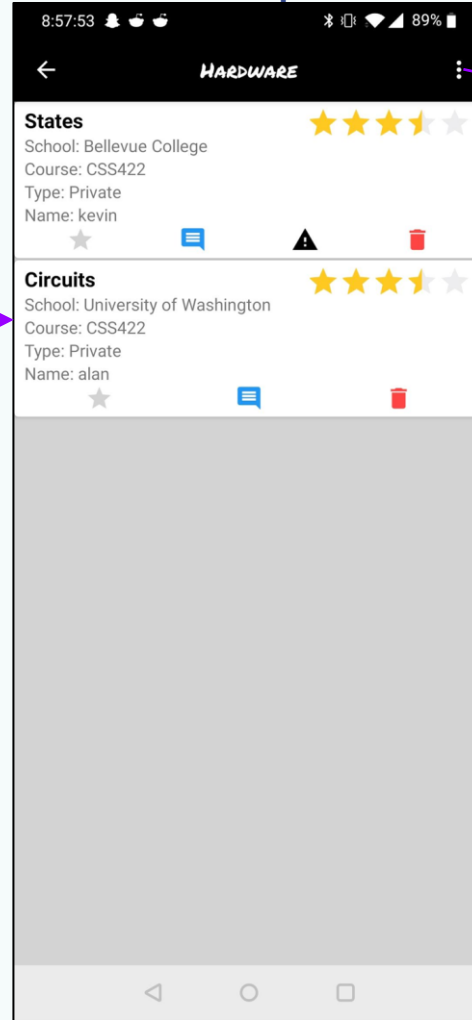 8:57:53 89%
HARDWARE
States
School: Bellevue College
Course: CSS422
Type: Private
Name: kevin
Circuits
School: University of Washington
Course: CSS422
Type: Private
Name: alan